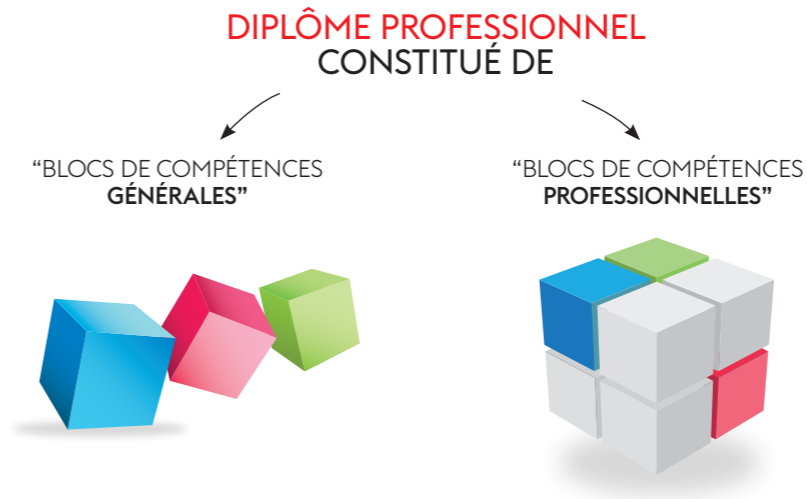 DIPLÔME PROFESSIONNEL
CONSTITUÉ DE
“BLOCS DE COMPÉTENCES
GÉNÉRALES”
“BLOCS DE COMPÉTENCES
PROFESSIONNELLES”